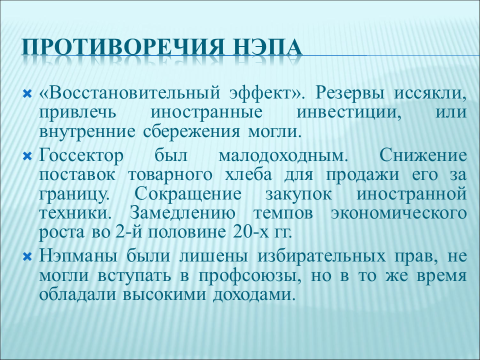 ПРОТИВОРЕЧИЯ НЭПА
«Восстановительный эффект». Резервы иссякли,
привлечь иностранные инвестиции, или
внутренние сбережения могли.
Госсектор был малодоходным. Снижение
поставок товарного хлеба для продажи его за
границу. Сокращение закупок иностранной
техники. Замедлению темпов экономического
роста во 2-й половине 20-х гг.
Нэпманы были лишены избирательных прав, не
могли вступать в профсоюзы, но в то же время
обладали высокими доходами.